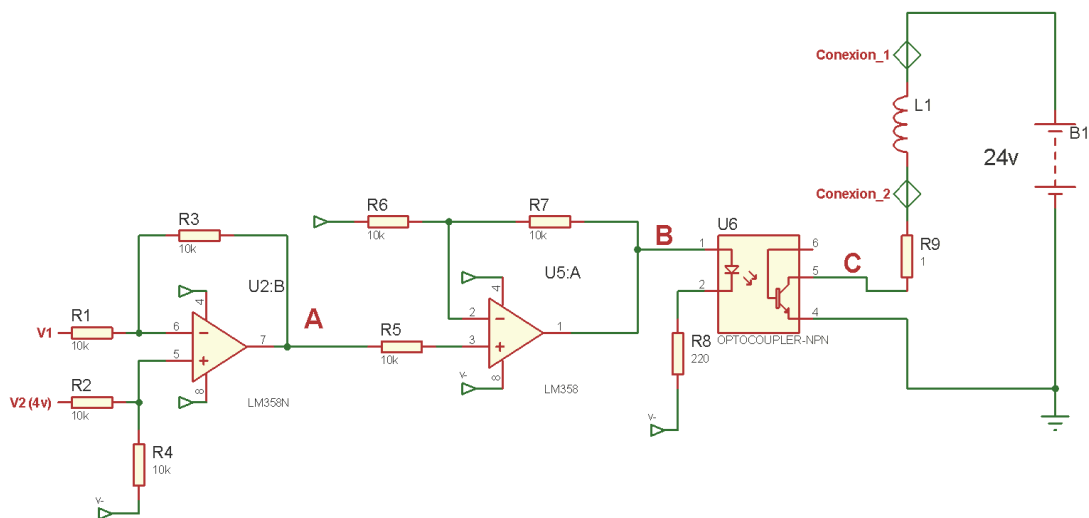 Conexion_1
L1
24v
B1
Conexion_2
R9
1
R3
10k
U2:B
4
V1
R1
10k
6
5
7
8
LM358N
V2 (4v)
R2
10k
R4
10k
v-
A
R6
10k
R7
10k
U5:A
4
2
3
1
8
R5
10k
v-
LM358
B
U6
1
2
6
5
4
OPTOCOUPLER-NPN
C
R8
220
v-